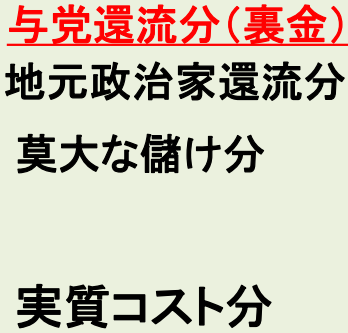 与党還流分（裏金）
地元政治家還流分
莫大な儲け分
実質コスト分